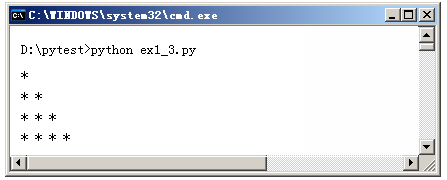 C:\WINDOWS\system32\cmd.exe
D:\pytest>python ex1_3.py
*
* *
* * *
* * * *